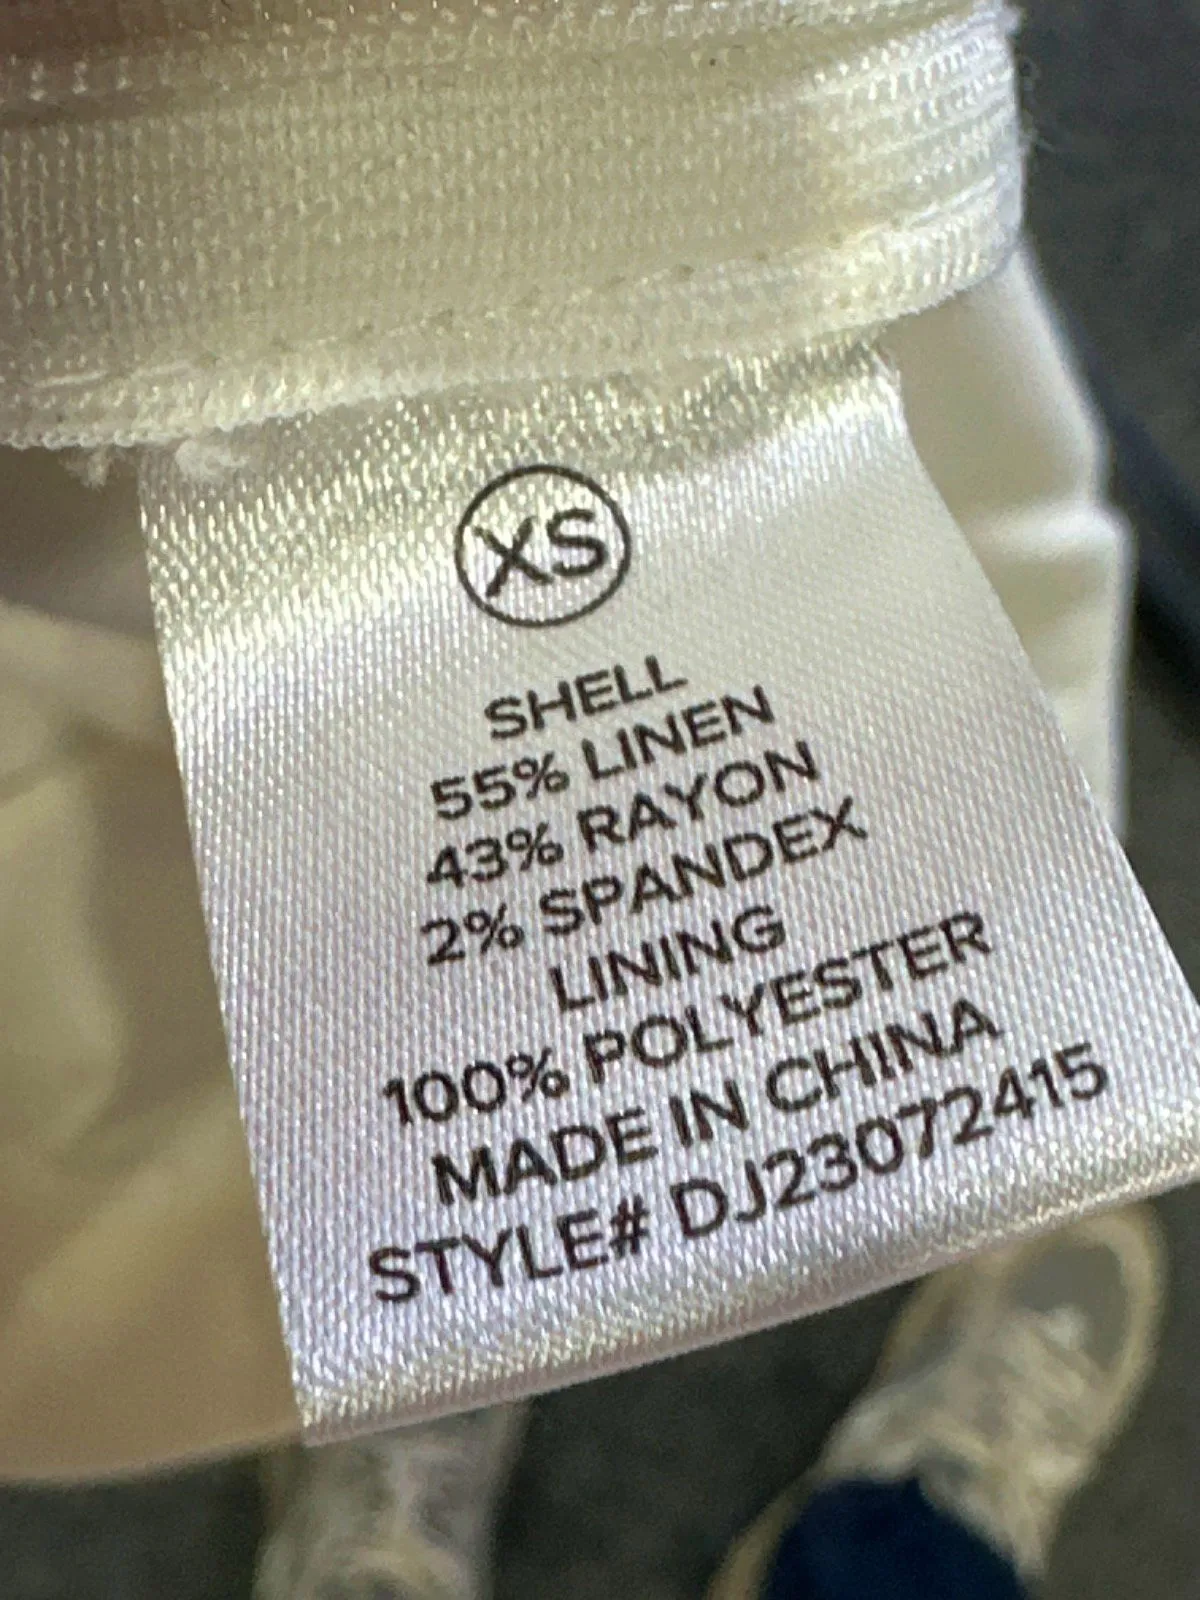 XS
SHELL
55% LINEN
43% RAYON
2% SPANDEX
LINING
100% POLYESTER
MADE IN CHINA
STYLE# DJ23072415